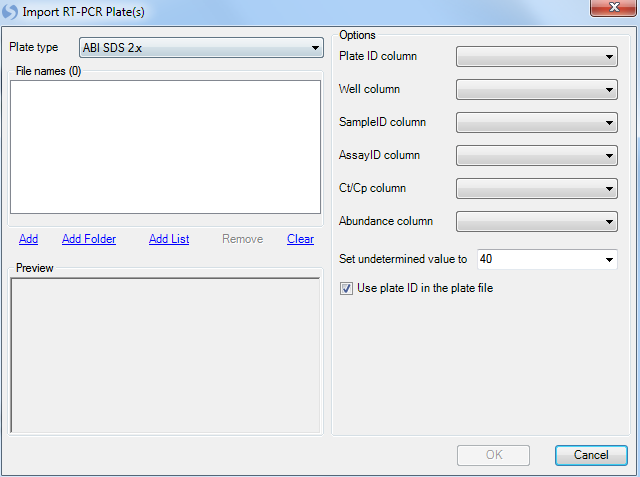 Import RT-PCR Plate(s)
Plate type
ABI SDS 2.x
File names (0)
Add
Add Folder
Add List
Remove
Clear
Preview
Options
Plate ID column
Well column
SampleID column
AssayID column
Ct/Cp column
Abundance column
Set undetermined value to
40
Use plate ID in the plate file
OK
Cancel